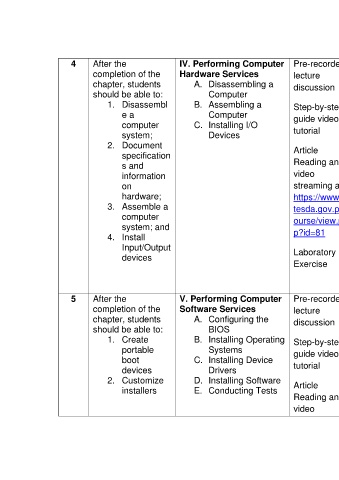 4
After the
completion of the
chapter, students
should be able to:
1. Disassembl
e a
computer
system;
2. Document
specification
s and
information
on
hardware;
3. Assemble a
computer
system; and
4. Install
Input/Output
devices
IV. Performing Computer
Hardware Services
A. Disassembling a
Computer
B. Assembling a
Computer
C. Installing I/O
Devices
Pre-recorde
lecture
discussion
Step-by-ste
guide video
tutorial
Article
Reading an
video
streaming a
https://www
tesda.gov.p
ourse/view.
p?id=81
Laboratory
Exercise
5
After the
completion of the
chapter, students
should be able to:
1. Create
portable
boot
devices
2. Customize
installers
V. Performing Computer
Software Services
A. Configuring the
BIOS
B. Installing Operating
Systems
C. Installing Device
Drivers
D. Installing Software
E. Conducting Tests
Pre-recorde
lecture
discussion
Step-by-ste
guide video
tutorial
Article
Reading an
video